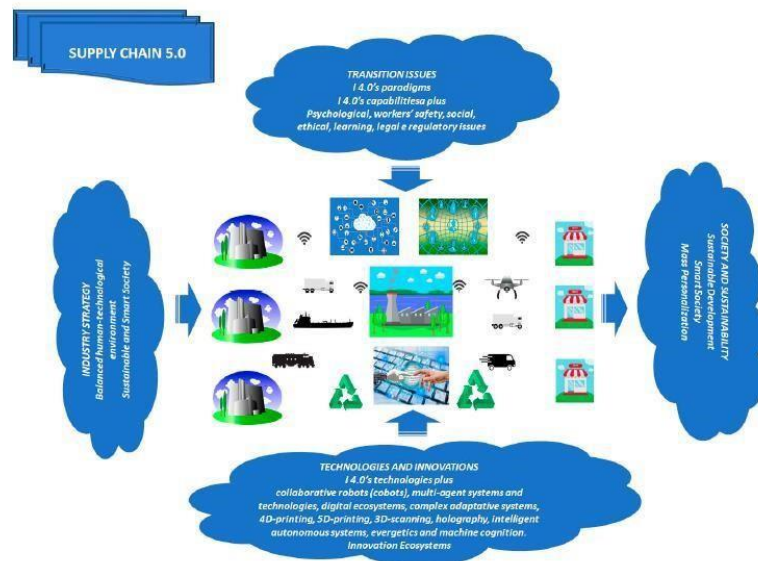 SUPPLY CHAIN 5.0
TRANSITION ISSUES
I 4.0's paradigms
I 4.0's capabilitiesa plus
Psychological, workers' safety, social,
ethical, learning, legal e regulatory issues
INDUSTRY STRATEGY
Balanced human-technological
environment
Sustainable and Smart Society
SOCIETY AND SUSTAINABILITY
Sustainable Development
Smart Society
Mass Personalization
TECHNOLOGIES AND INNOVATIONS
I 4.0's technologies plus
collaborative robots (cobots), multi-agent systems and
technologies, digital ecosystems, complex adaptative systems,
4D-printing, 5D-printing, 3D-scanning, holography, intelligent
autonomous systems, evergetics and machine cognition.
Innovation Ecosystems